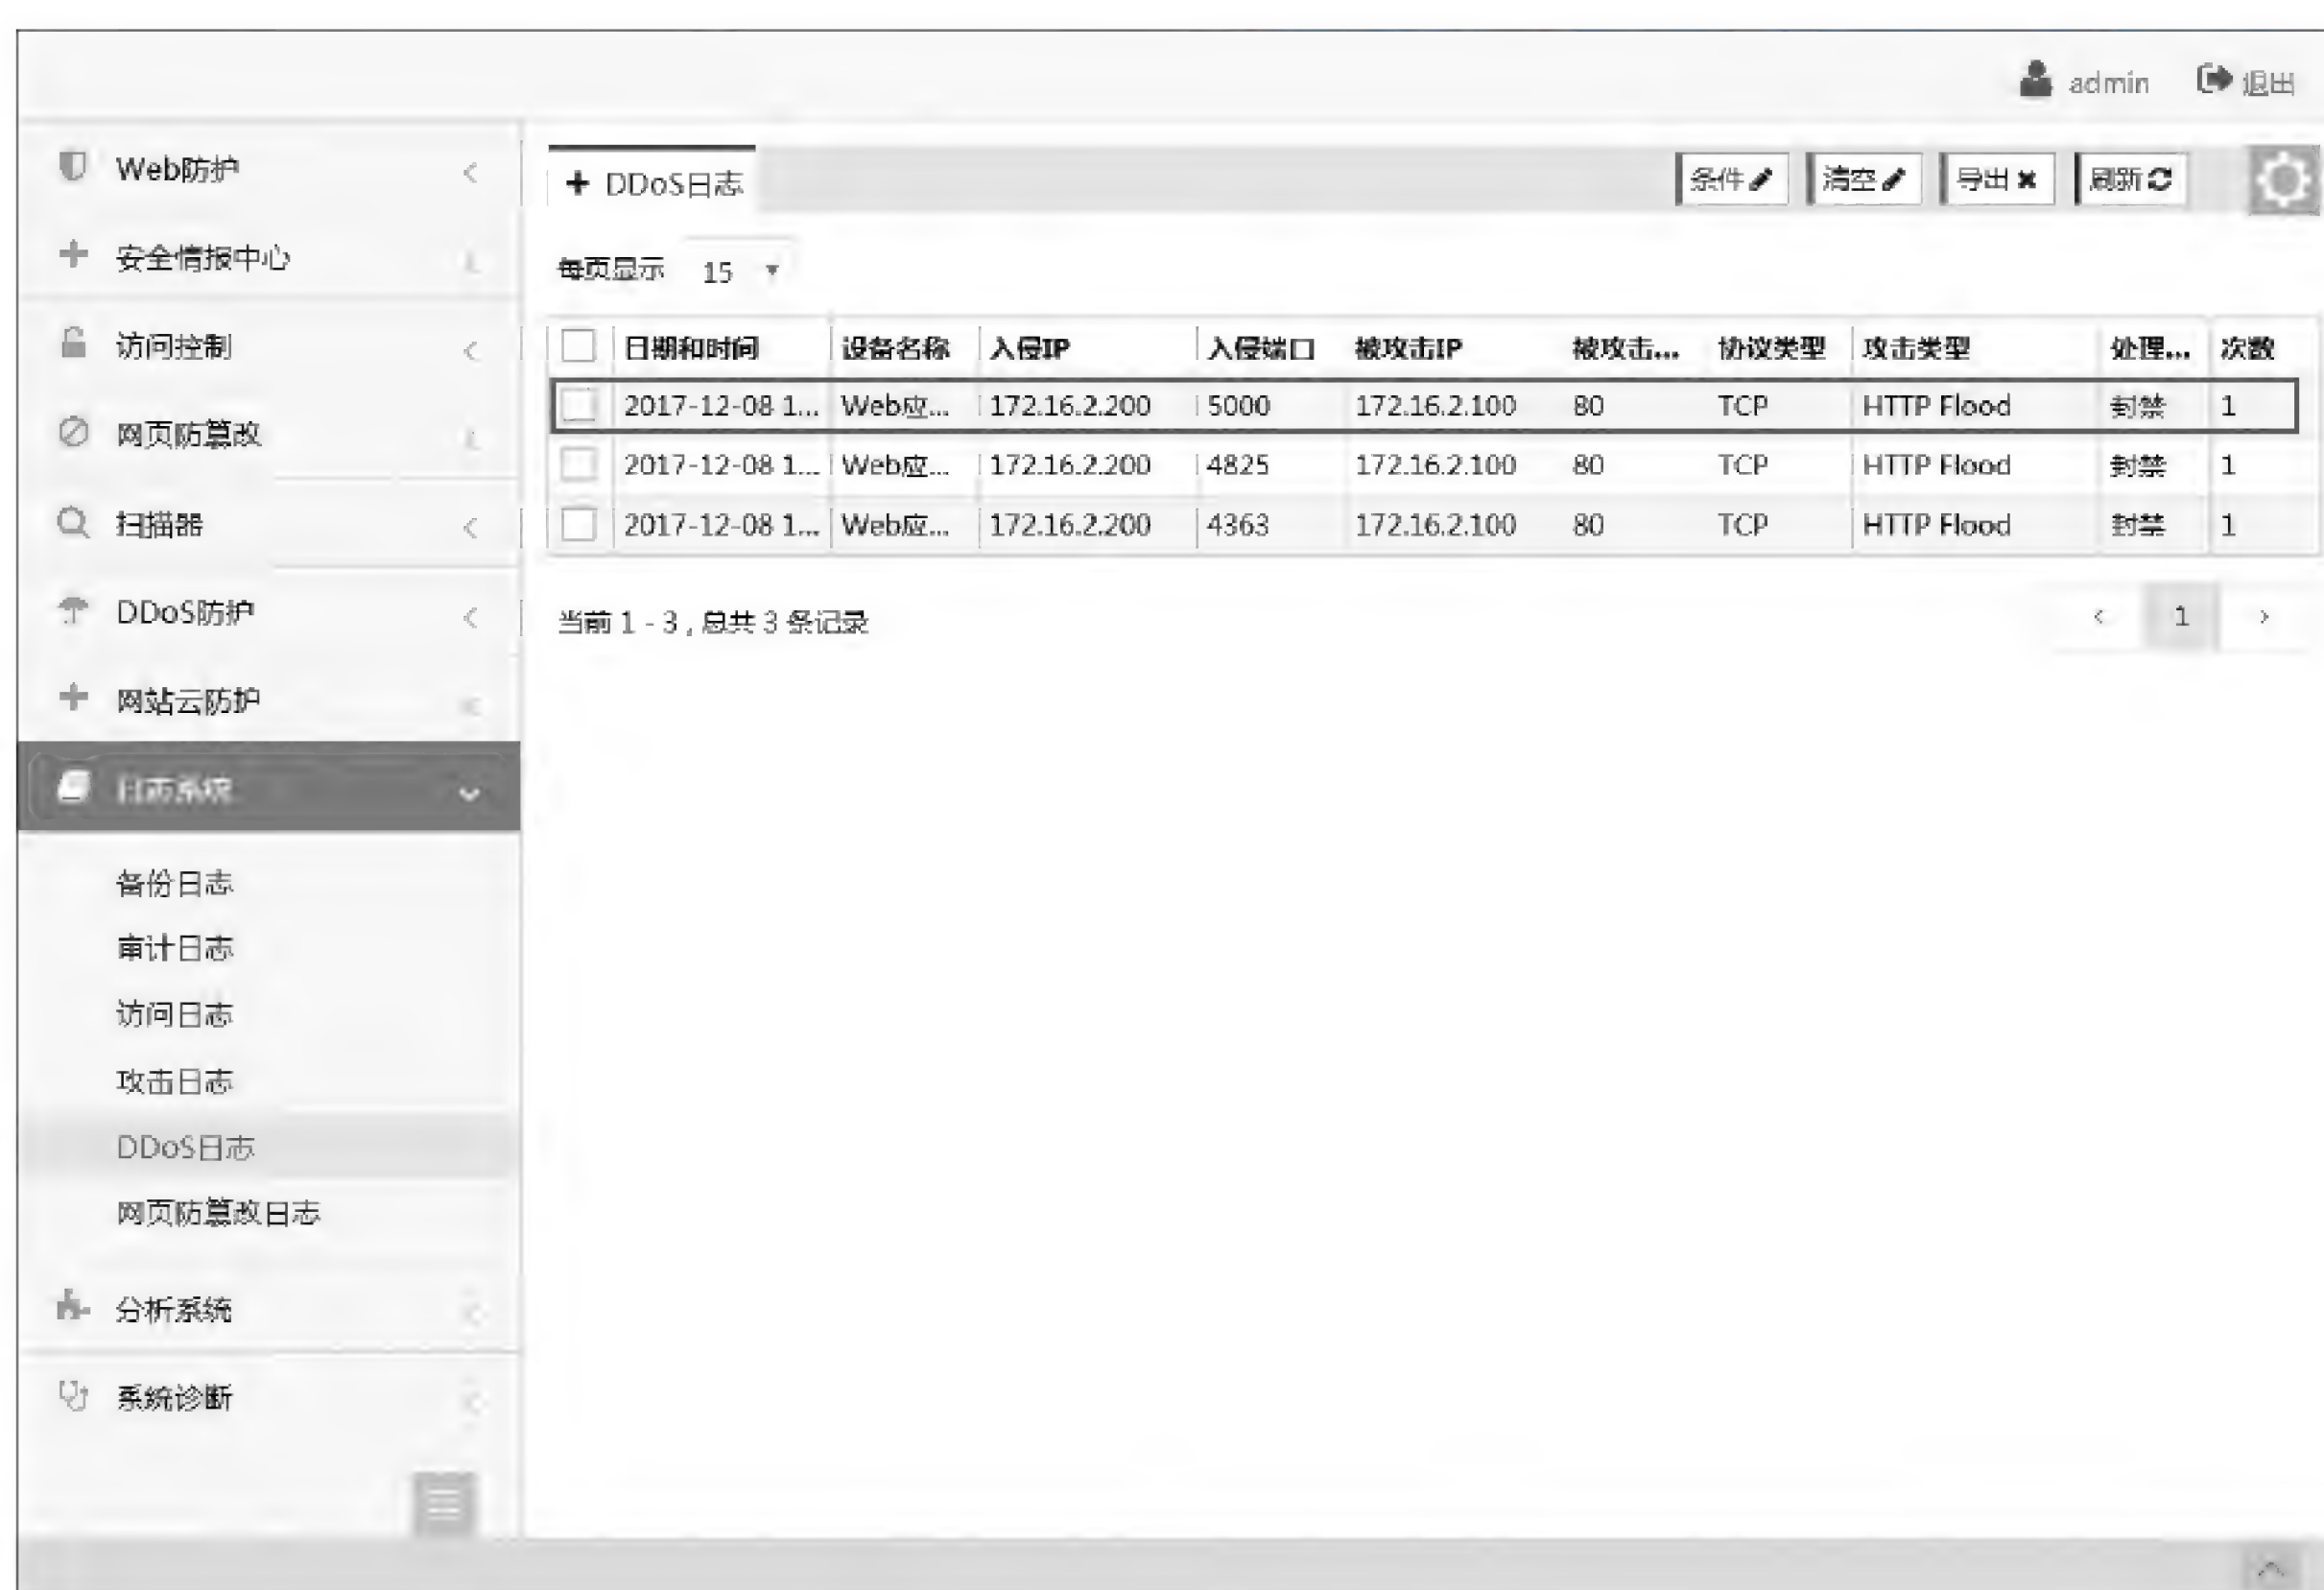 admin 退出
Web防护
安全情报中心
访问控制
网页防篡改
扫描器
DDoS防护
网站云防护
日志系统
备份日志
审计日志
访问日志
攻击日志
DDoS日志
网页防篡改日志
分析系统
系统诊断
DDoS日志 条件 清空 导出 刷新
每页显示 15
日期和时间 设备名称 入侵IP 入侵端口 被攻击IP 被攻击... 协议类型 攻击类型 处理... 次数
2017-12-08 1... Web应... 172.16.2.200 5000 172.16.2.100 80 TCP HTTP Flood 封禁 1
2017-12-08 1... Web应... 172.16.2.200 4825 172.16.2.100 80 TCP HTTP Flood 封禁 1
2017-12-08 1... Web应... 172.16.2.200 4363 172.16.2.100 80 TCP HTTP Flood 封禁 1
当前 1 - 3 , 总共 3 条记录
1